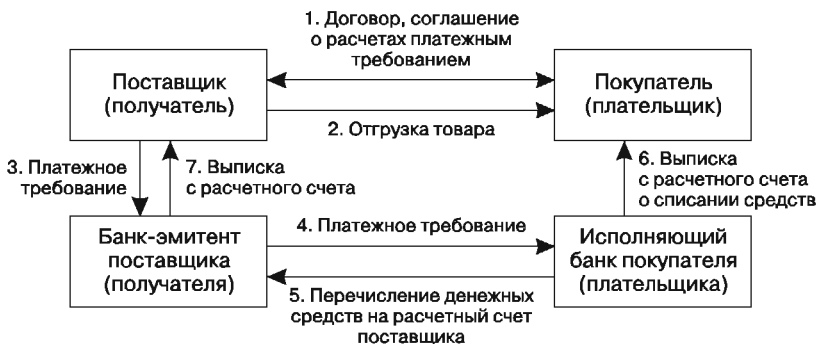 1. Договор, соглашение
о расчетах платежным
требованием
Поставщик
(получатель)
Покупатель
(плательщик)
2. Отгрузка товара
3. Платежное
требование
7. Выписка
с расчетного счета
6. Выписка
с расчетного счета
о списании средств
4. Платежное требование
Банк-эмитент
поставщика
(получателя)
Исполняющий
банк покупателя
(плательщика)
5. Перечисление денежных
средств на расчетный счет
поставщика